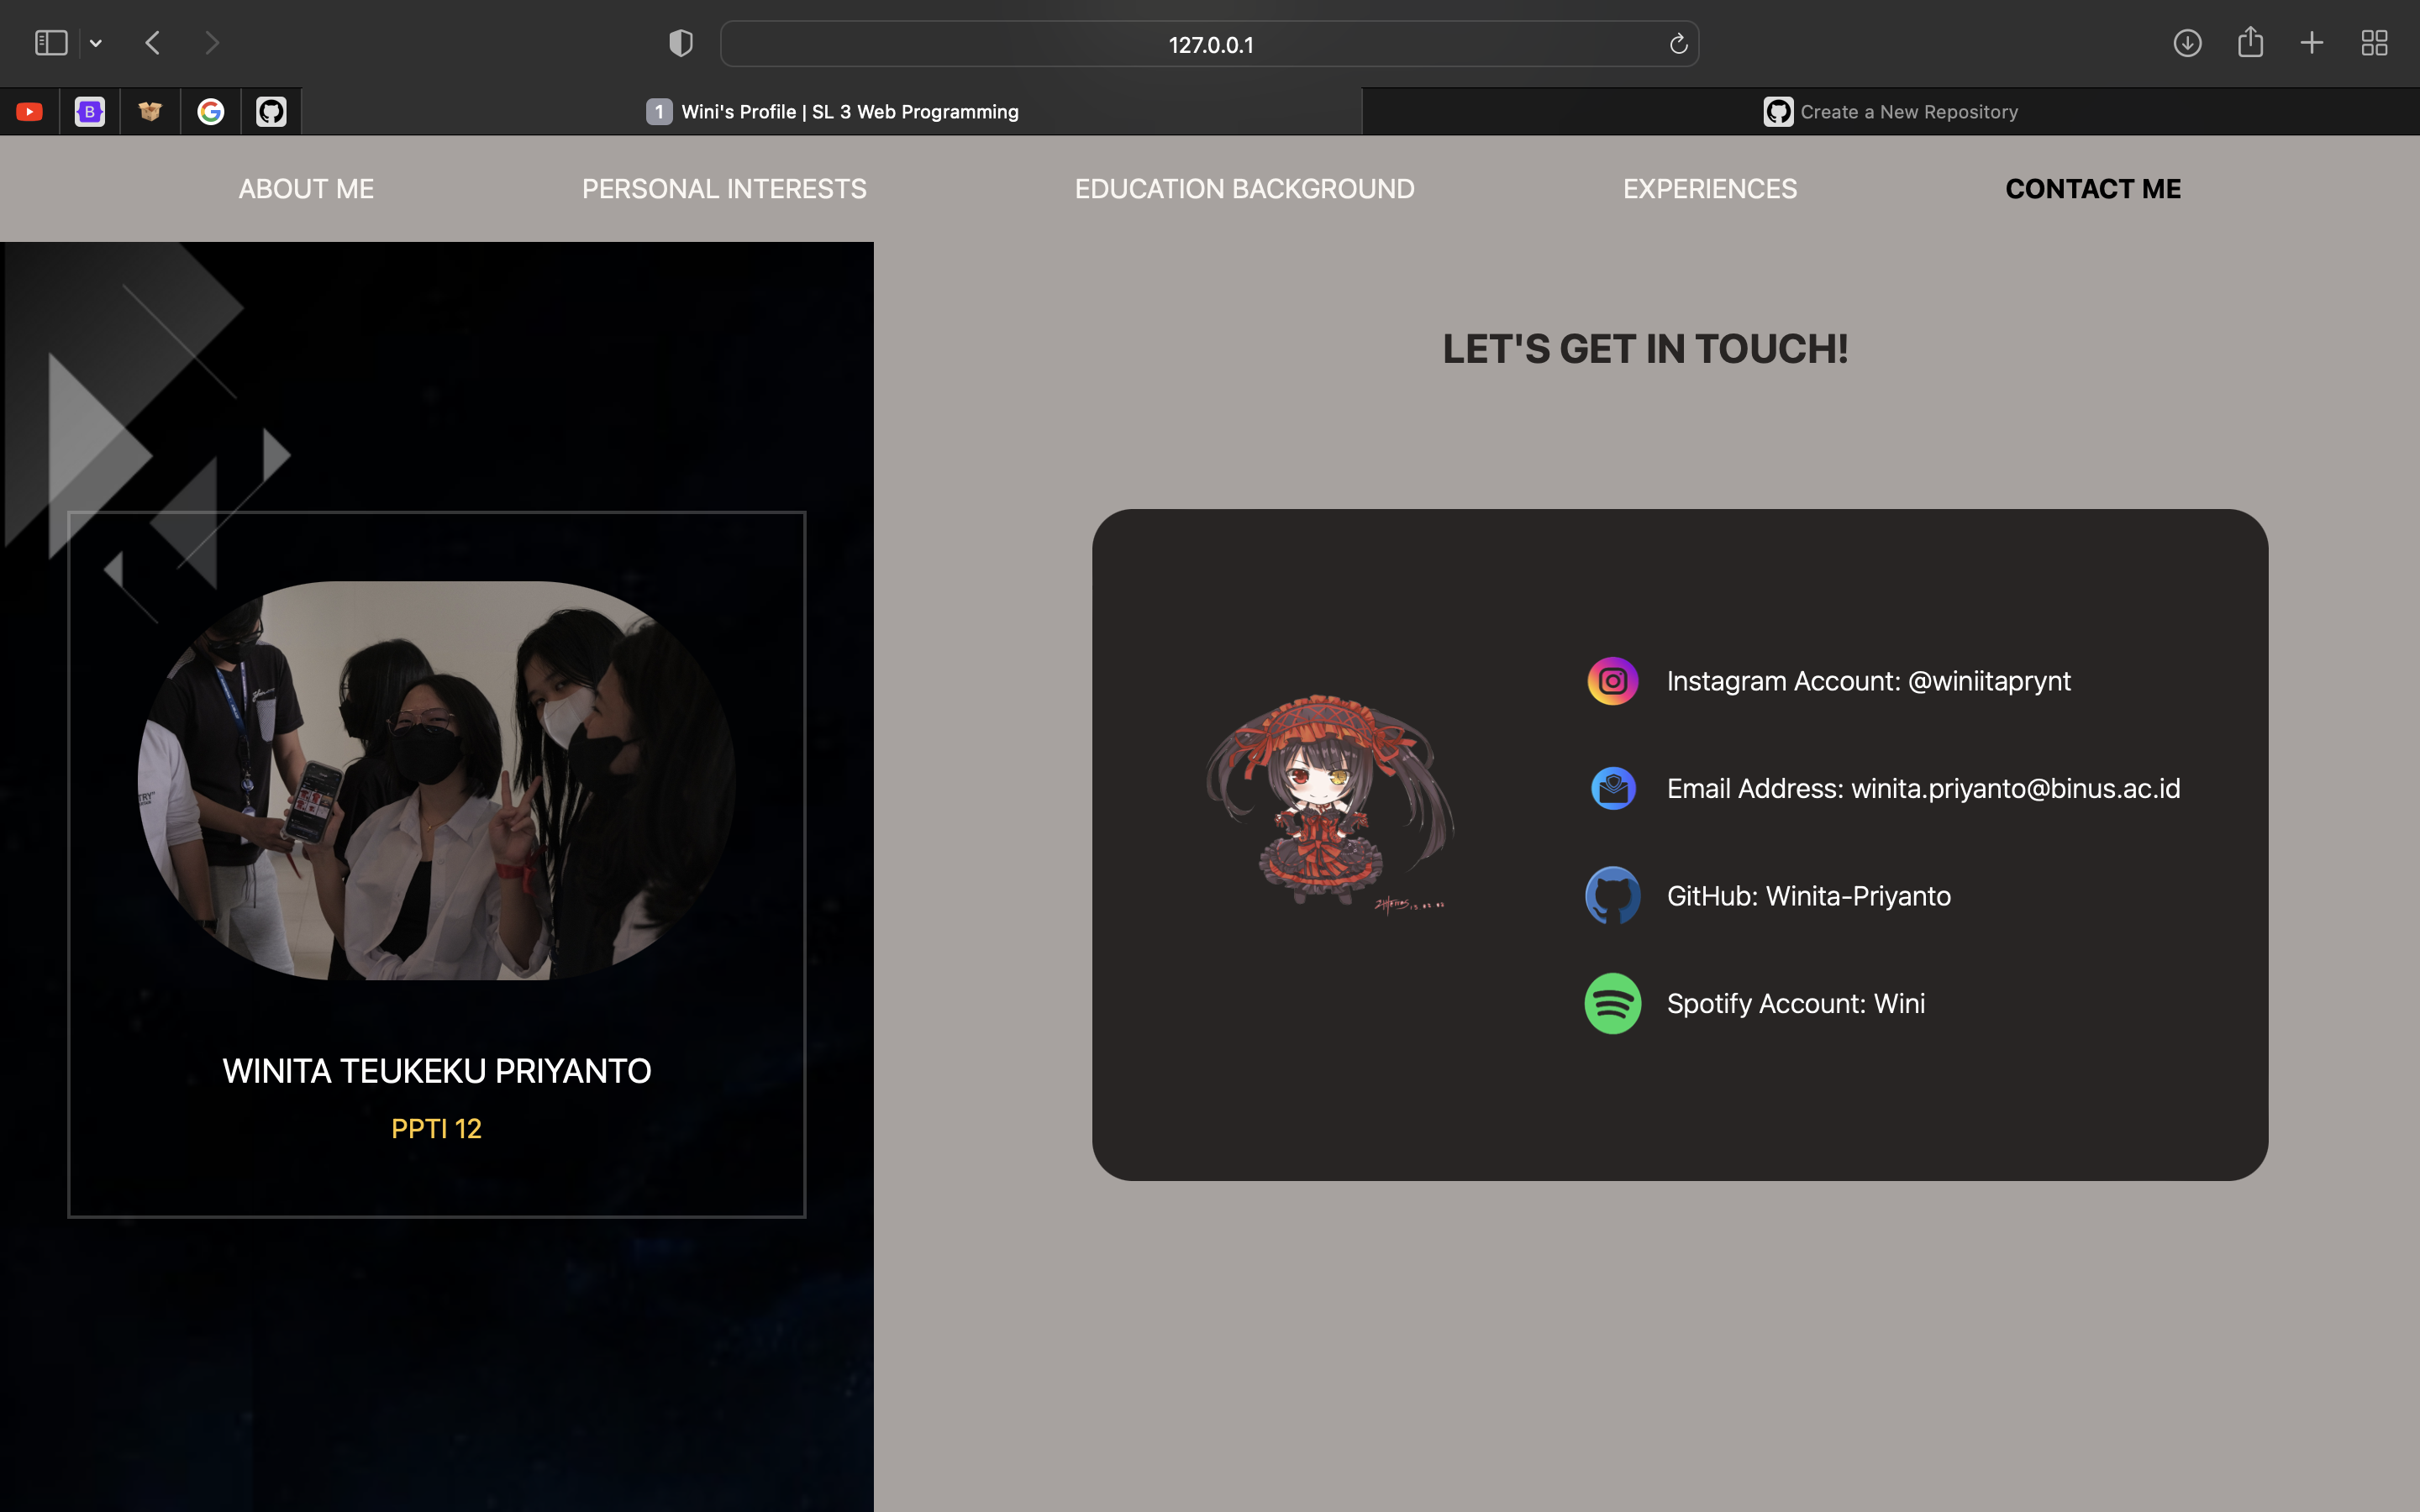 127.0.0.1
B
1 Wini's Profile | SL 3 Web Programming
Create a New Repository
ABOUT ME
PERSONAL INTERESTS
EDUCATION BACKGROUND
EXPERIENCES
CONTACT ME
WINITA TEUKEKU PRIYANTO
PPTI 12
LET'S GET IN TOUCH!
Instagram Account: @winiitaprynt
Email Address: winita.priyanto@binus.ac.id
GitHub: Winita-Priyanto
Spotify Account: Wini